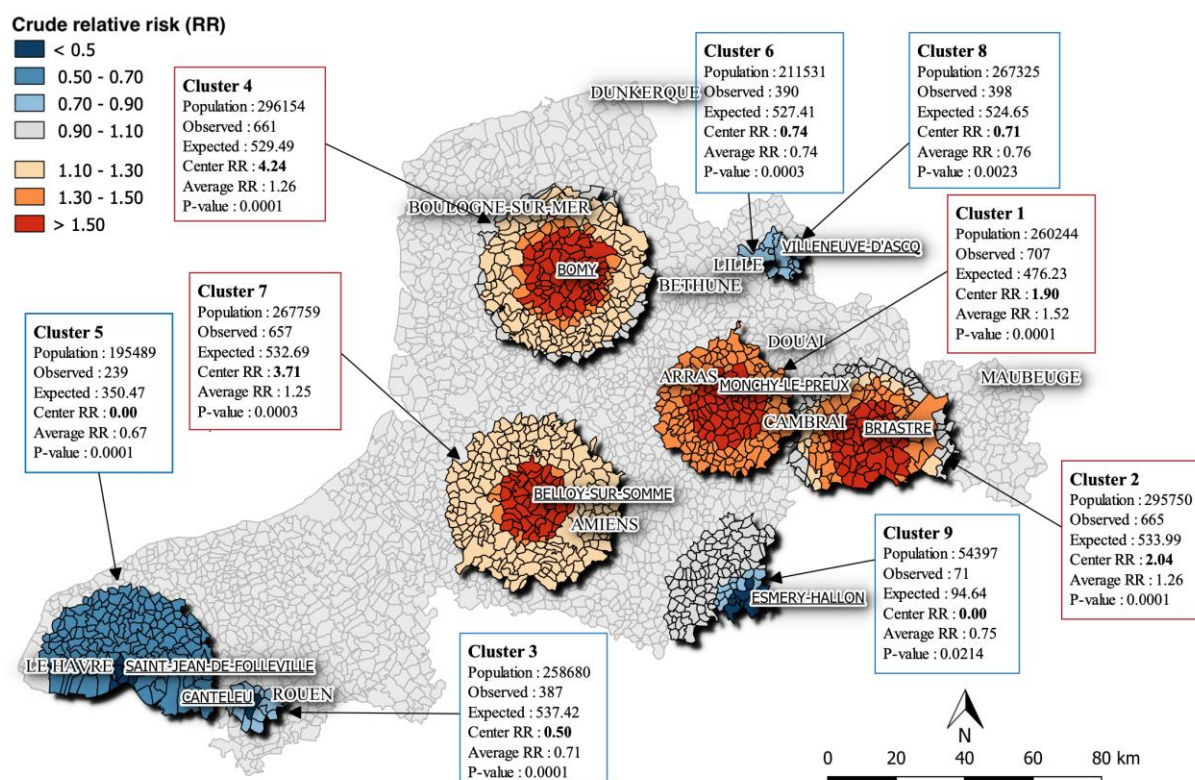 Crude relative risk (RR)
< 0.5
0.50 - 0.70
0.70 - 0.90
0.90 - 1.10
1.10 - 1.30
1.30 - 1.50
> 1.50
Cluster 4
Population : 296154
Observed : 661
Expected : 529.49
Center RR : 4.24
Average RR : 1.26
P-value : 0.0001
Cluster 6
Population : 211531
Observed : 390
Expected : 527.41
Center RR : 0.74
Average RR : 0.74
P-value : 0.0003
Cluster 8
Population : 267325
Observed : 398
Expected : 524.65
Center RR : 0.71
Average RR : 0.76
P-value : 0.0023
Cluster 1
Population : 260244
Observed : 707
Expected : 476.23
Center RR : 1.90
Average RR : 1.52
P-value : 0.0001
Cluster 7
Population : 267759
Observed : 657
Expected : 532.69
Center RR : 3.71
Average RR : 1.25
P-value : 0.0003
Cluster 5
Population : 195489
Observed : 239
Expected : 350.47
Center RR : 0.00
Average RR : 0.67
P-value : 0.0001
DUNKERQUE
BOULOGNE-SUR-MER
BOMY
BETHUNE
LILLE
VILLENEUVE-D'ASCQ
DOUAI
ARRAS
MONCHY-LE-PREUX
MAUBEUGE
CAMBRAI
BRIASTRE
BELLOY-SUR-SOMME
AMIENS
ESMERY-HALLON
LE HAVRE
SAINT-JEAN-DE-FOLLEVILLE
CANTELEU
ROUEN
Cluster 2
Population : 295750
Observed : 665
Expected : 533.99
Center RR : 2.04
Average RR : 1.26
P-value : 0.0001
Cluster 9
Population : 54397
Observed : 71
Expected : 94.64
Center RR : 0.00
Average RR : 0.75
P-value : 0.0214
Cluster 3
Population : 258680
Observed : 387
Expected : 537.42
Center RR : 0.50
Average RR : 0.71
P-value : 0.0001
N
0 20 40 60 80 km